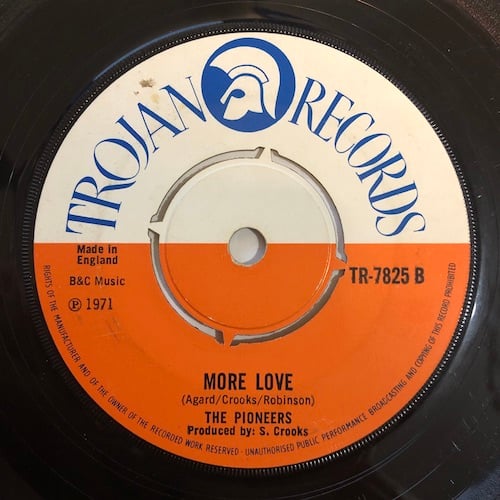 TROJAN RECORDS
Made in
England
B&C Music
℗ 1971
TR-7825 B
MORE LOVE
(Agard/Crooks/Robinson)
THE PIONEERS
Produced by: S. Crooks
RIGHTS OF THE MANUFACTURER AND OF THE OWNER OF THE RECORDED WORK RESERVED - UNAUTHORISED PUBLIC PERFORMANCE BROADCASTING AND COPYING OF THIS RECORD PROHIBITED